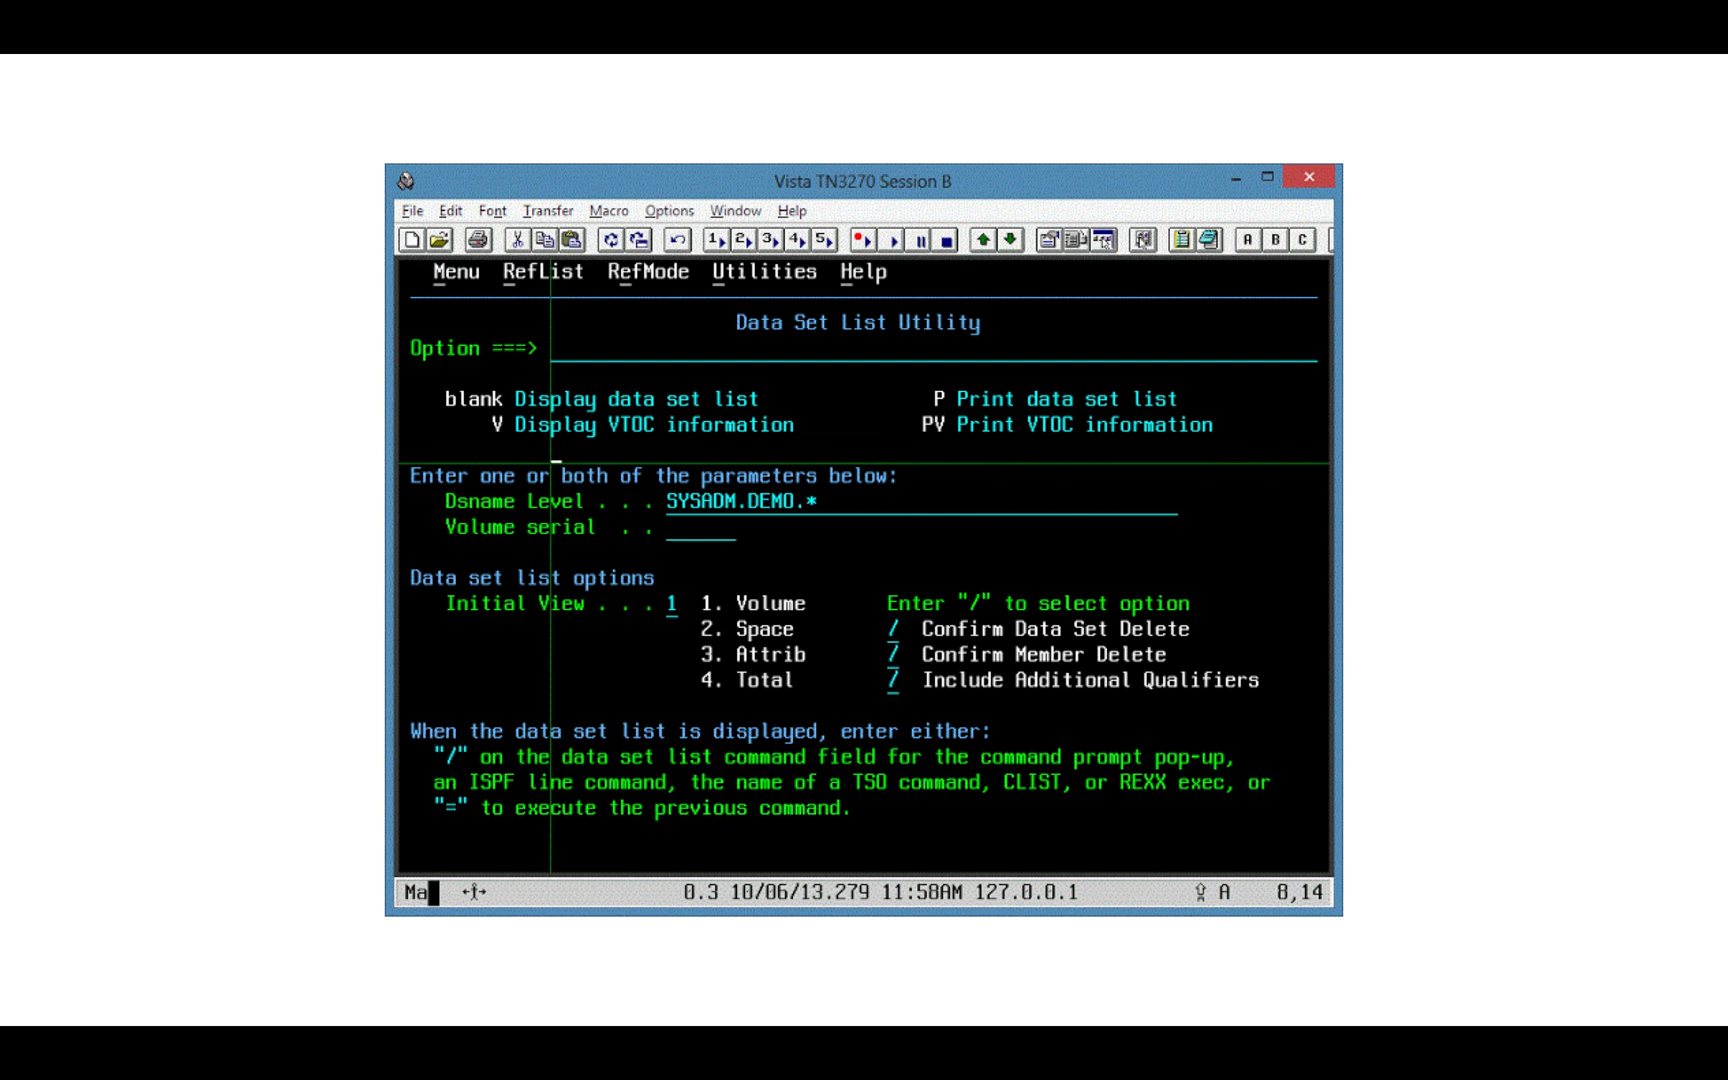 Vista TN3270 Session B
File Edit Font Transfer Macro Options Window Help
1 2 3 4 5 A B C
Menu RefList RefMode Utilities Help
Data Set List Utility
Option ===>
blank Display data set list P Print data set list
V Display VTOC information PV Print VTOC information
Enter one or both of the parameters below:
Dsname Level . . . SYSADM.DEMO.*
Volume serial . .
Data set list options
Initial View . . . 1 1. Volume Enter "/" to select option
2. Space / Confirm Data Set Delete
3. Attrib / Confirm Member Delete
4. Total / Include Additional Qualifiers
When the data set list is displayed, enter either:
"/" on the data set list command field for the command prompt pop-up,
an ISPF line command, the name of a TSO command, CLIST, or REXX exec, or
"=" to execute the previous command.
Ma 0.3 10/06/13.279 11:58AM 127.0.0.1 A 8,14